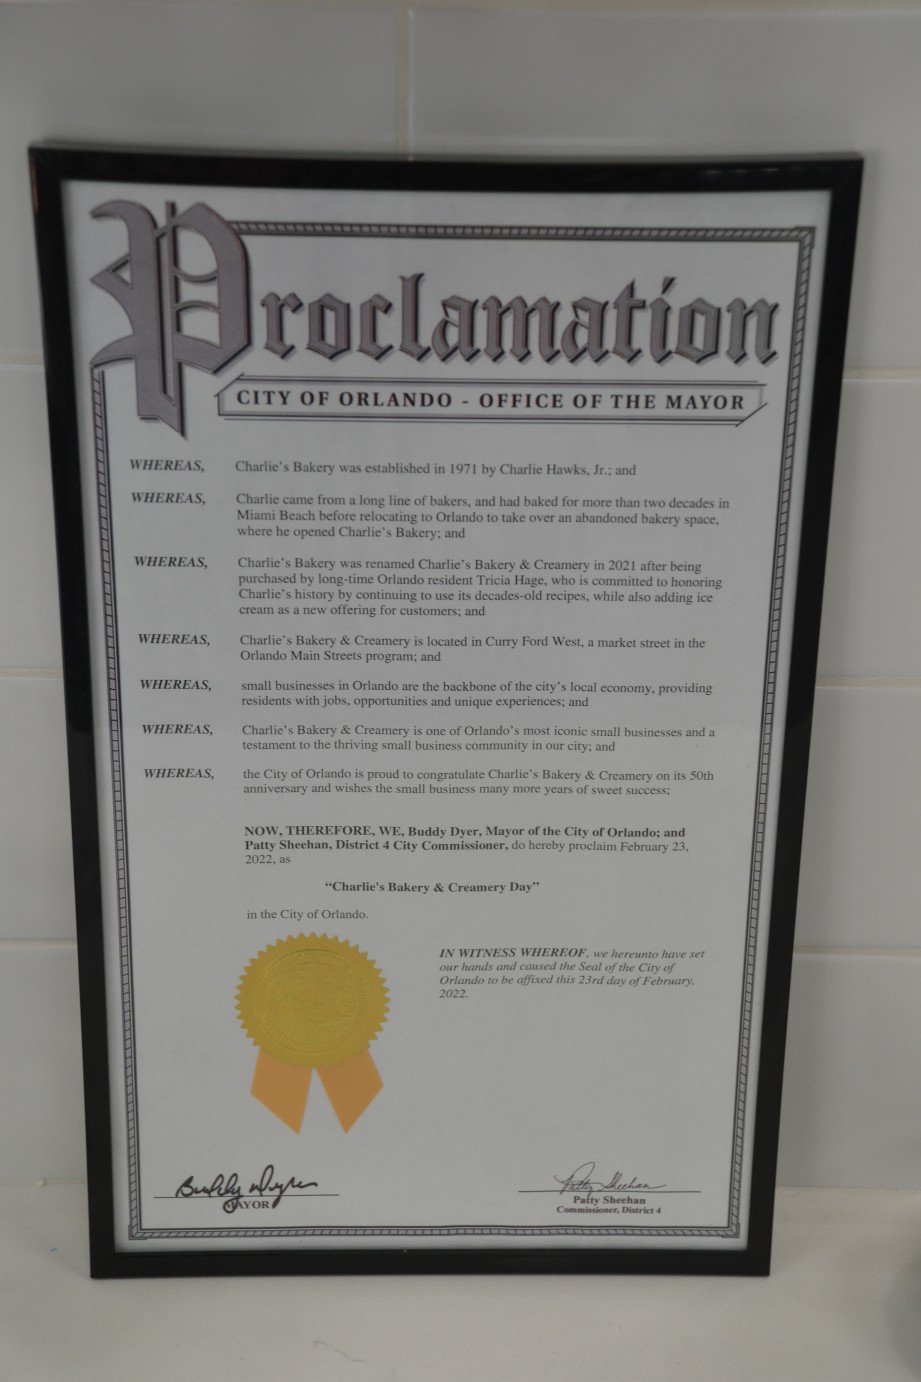 Proclamation
CITY OF ORLANDO - OFFICE OF THE MAYOR
WHEREAS, Charlie's Bakery was established in 1971 by Charlie Hawks, Jr.; and
WHEREAS, Charlie came from a long line of bakers, and had baked for more than two decades in
Miami Beach before relocating to Orlando to take over an abandoned bakery space,
where he opened Charlie's Bakery; and
WHEREAS, Charlie's Bakery was renamed Charlie's Bakery & Creamery in 2021 after being
purchased by long-time Orlando resident Tricia Hage, who is committed to honoring
Charlie's history by continuing to use its decades-old recipes, while also adding ice
cream as a new offering for customers; and
WHEREAS, Charlie's Bakery & Creamery is located in Curry Ford West, a market street in the
Orlando Main Streets program; and
WHEREAS, small businesses in Orlando are the backbone of the city's local economy, providing
residents with jobs, opportunities and unique experiences; and
WHEREAS, Charlie's Bakery & Creamery is one of Orlando's most iconic small businesses and a
testament to the thriving small business community in our city; and
WHEREAS, the City of Orlando is proud to congratulate Charlie's Bakery & Creamery on its 50th
anniversary and wishes the small business many more years of sweet success;
NOW, THEREFORE, WE, Buddy Dyer, Mayor of the City of Orlando; and
Patty Sheehan, District 4 City Commissioner, do hereby proclaim February 23,
2022, as
“Charlie's Bakery & Creamery Day”
in the City of Orlando.
IN WITNESS WHEREOF, we hereunto have set
our hands and caused the Seal of the City of
Orlando to be affixed this 23rd day of February,
2022.
Buddy Dyer
MAYOR
Patty Sheehan
Patty Sheehan
Commissioner, District 4